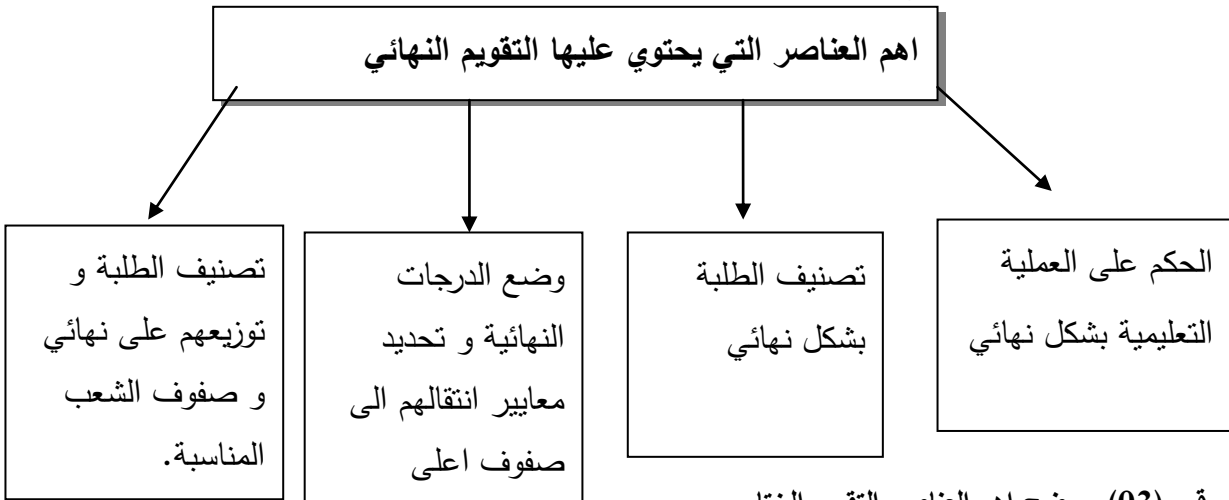 اهم العناصر التي يحتوي عليها التقويم النهائي
الحكم على العملية
التعليمية بشكل نهائي
تصنيف الطلبة
بشكل نهائي
وضع الدرجات
النهائية و تحديد
معايير انتقالهم الى
صفوف اعلى
تصنيف الطلبة و
توزيعهم على نهائي
و صفوف الشعب
المناسبة.
(02)